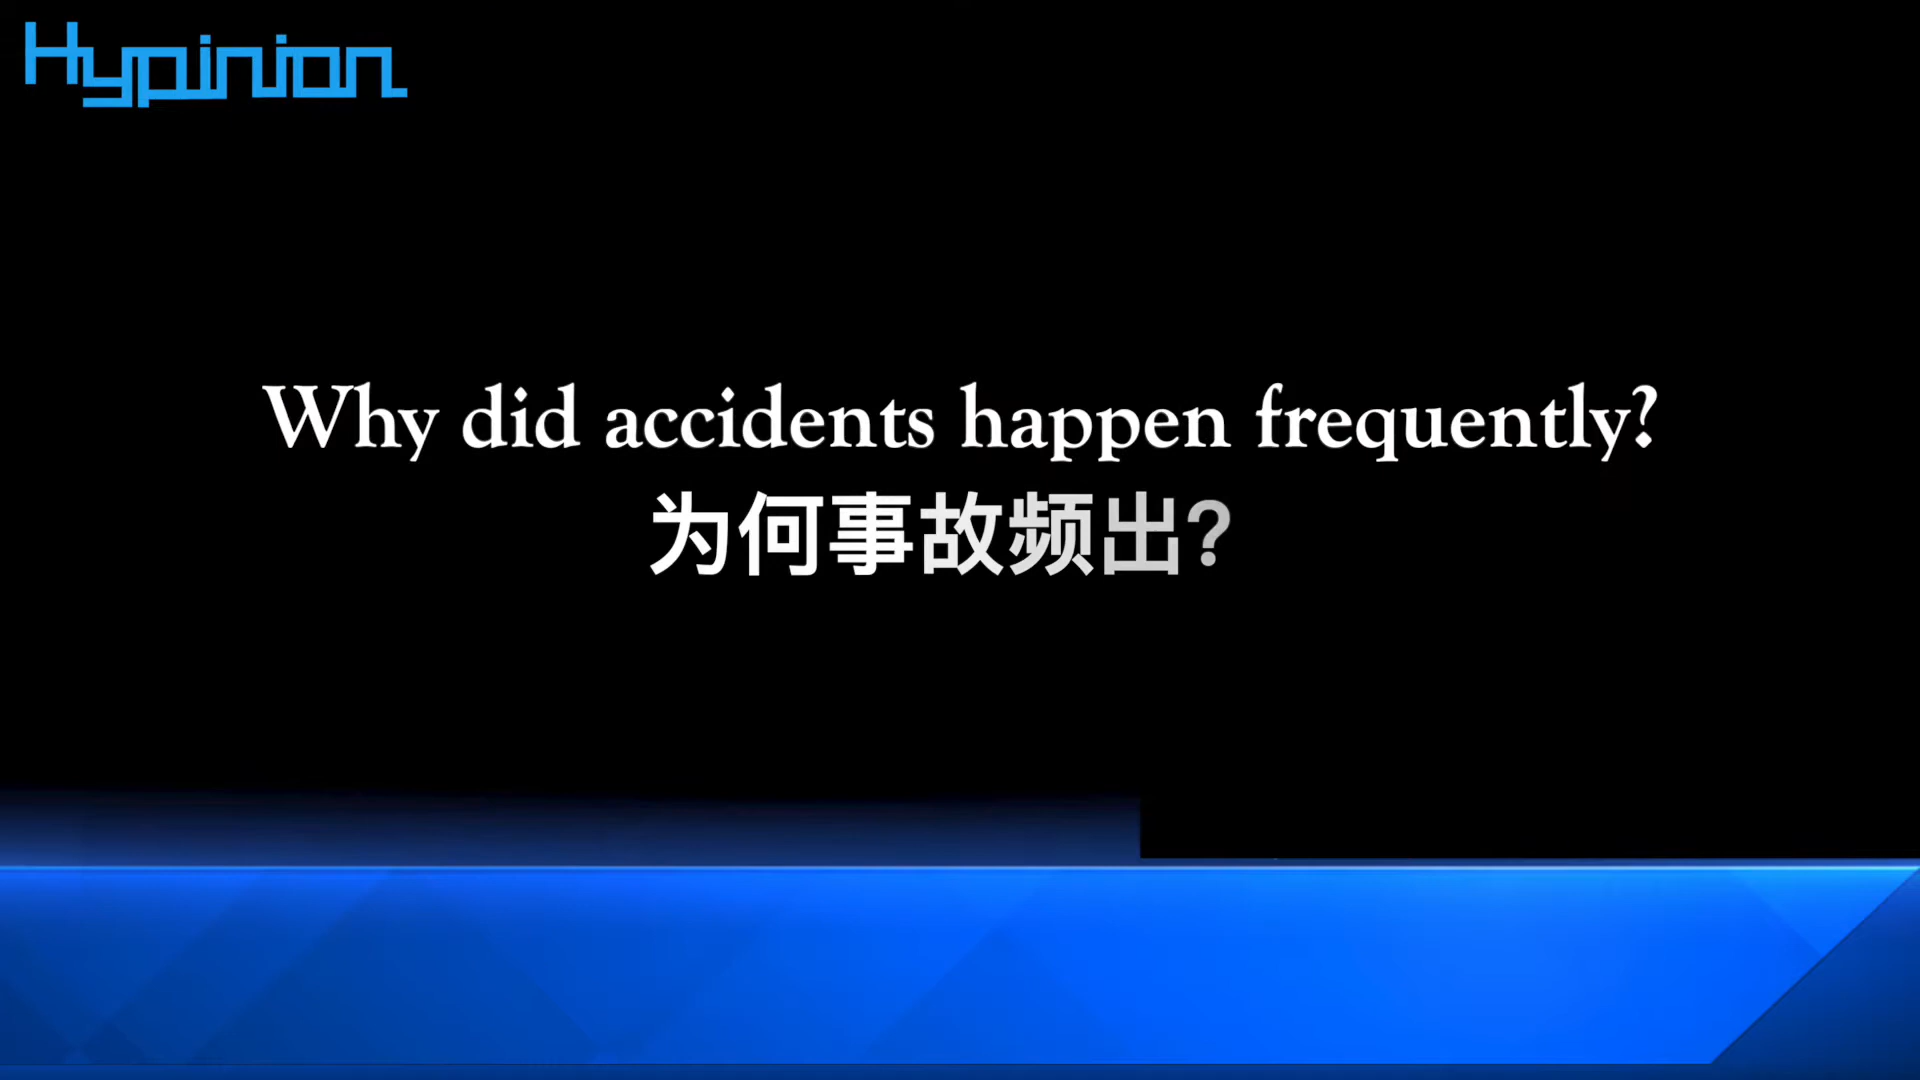 Hypinion
Why did accidents happen frequently?
为何事故频出?